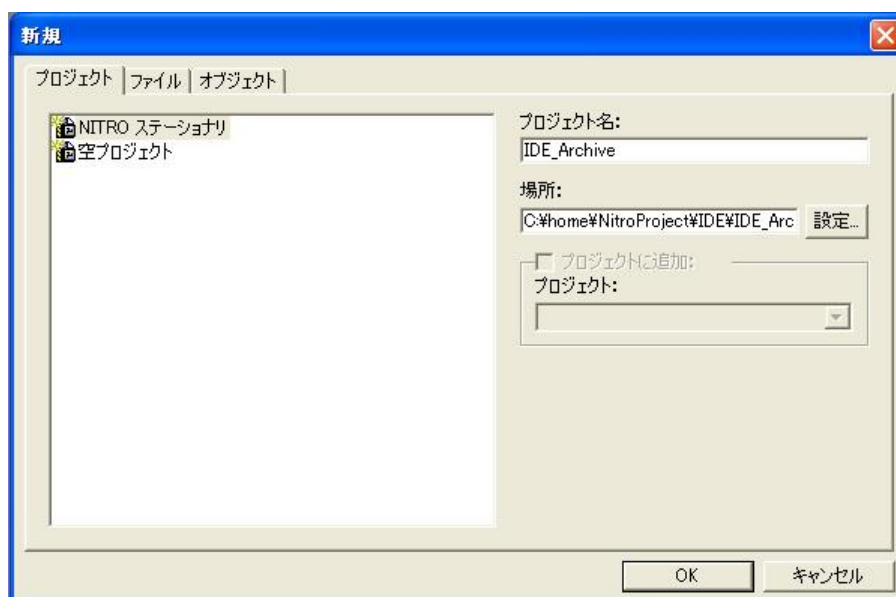 新規
プロジェクト ファイル オブジェクト
NITRO ステーショナリ
空プロジェクト
プロジェクト名:
IDE_Archive
場所:
C:¥home¥NitroProject¥IDE¥IDE_Arc 設定...
プロジェクトに追加:
プロジェクト:
OK キャンセル